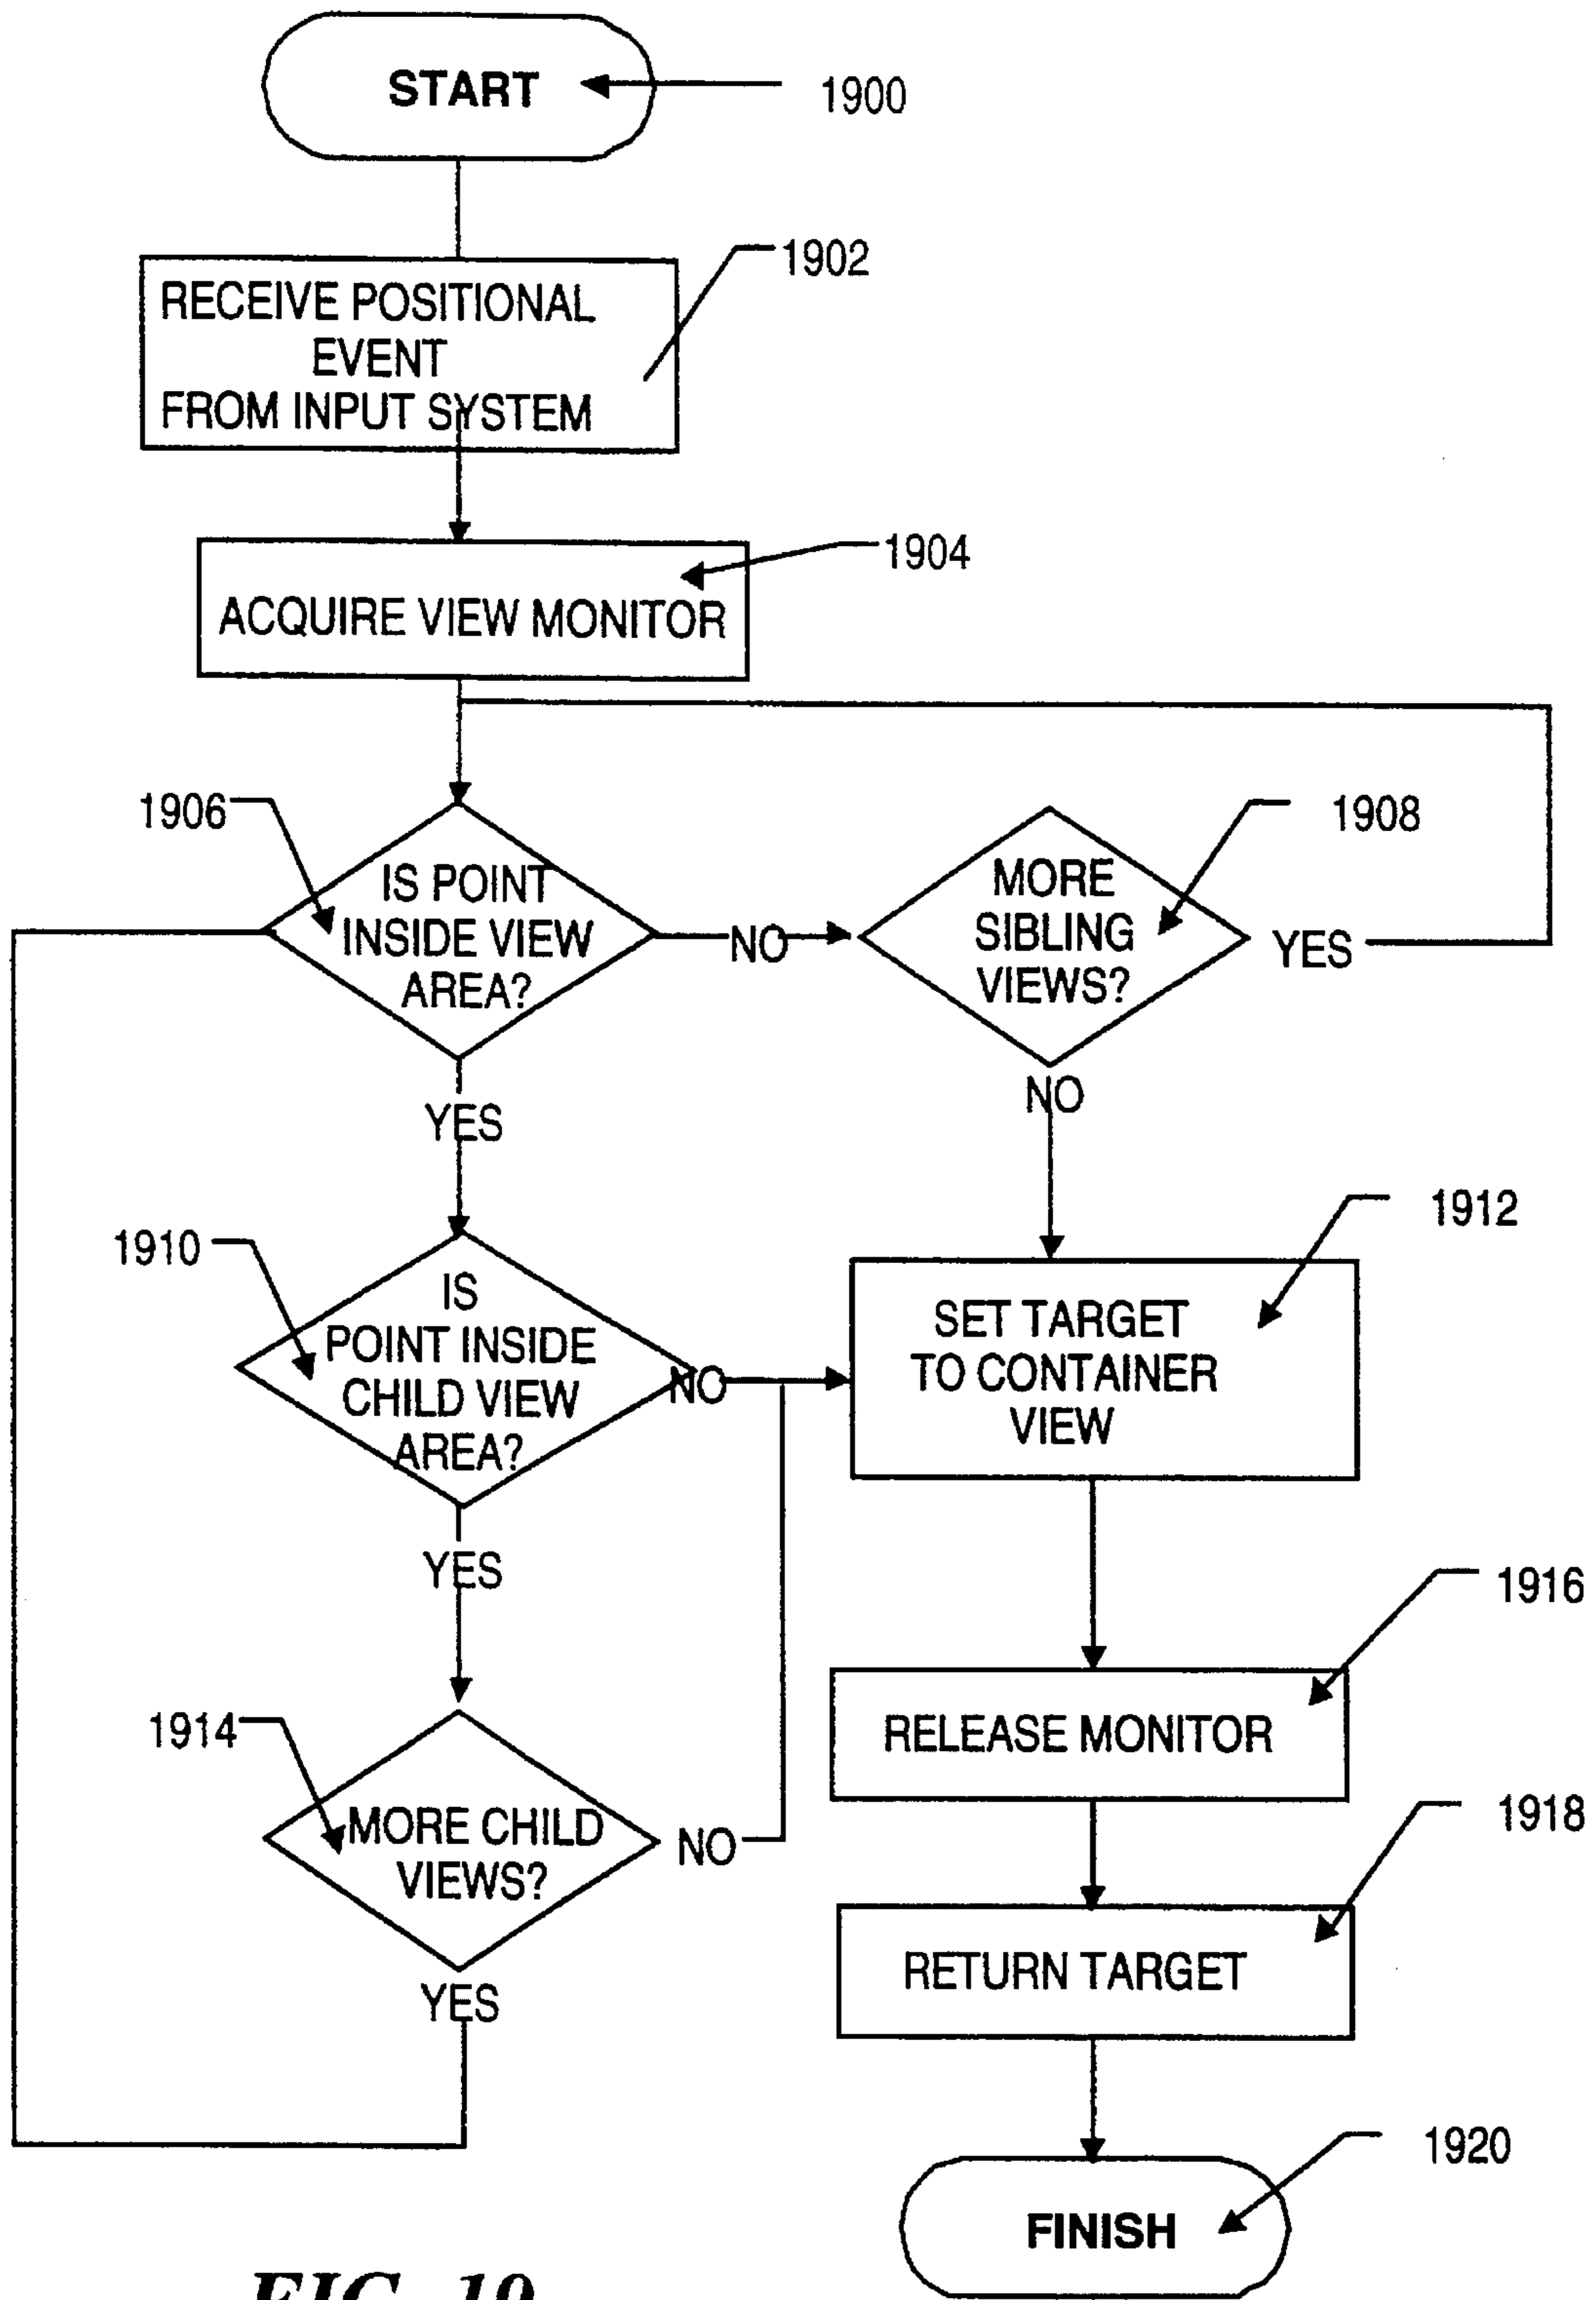 START
1900
1902
RECEIVE POSITIONAL
EVENT
FROM INPUT SYSTEM
1904
ACQUIRE VIEW MONITOR
1906
IS POINT
INSIDE VIEW
AREA?
NO
1908
MORE
SIBLING
VIEWS?
YES
YES
NO
1910
IS
POINT INSIDE
CHILD VIEW
AREA?
NO
1912
SET TARGET
TO CONTAINER
VIEW
YES
1916
RELEASE MONITOR
1914
MORE CHILD
VIEWS?
NO
1918
RETURN TARGET
YES
1920
FINISH
FIG. 19